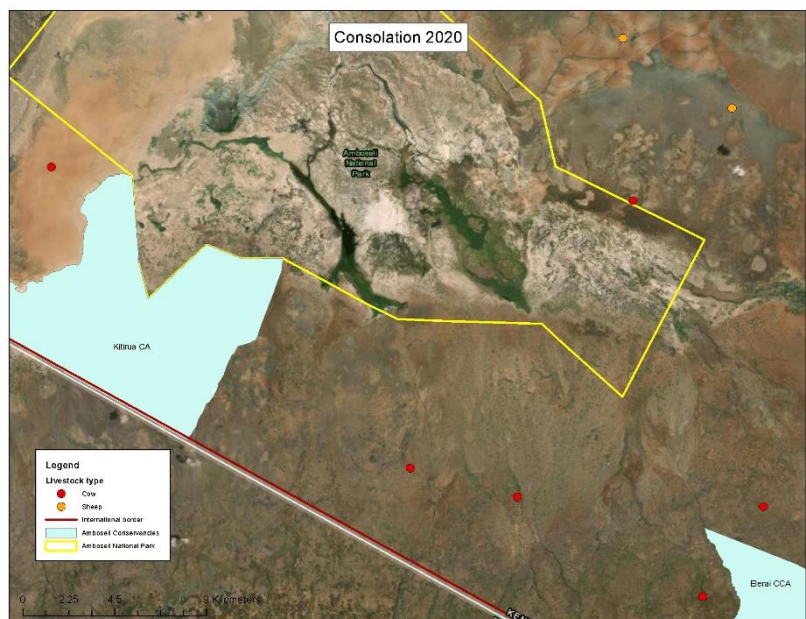 Consolation 2020
Amboseli
National
Park
Kitirua CA
Legend
Livestock type
Cow
Sheep
International border
Amboseli Conservancies
Amboseli National Park
Elerai CCA
0 2.25 4.5 9 Kilometers